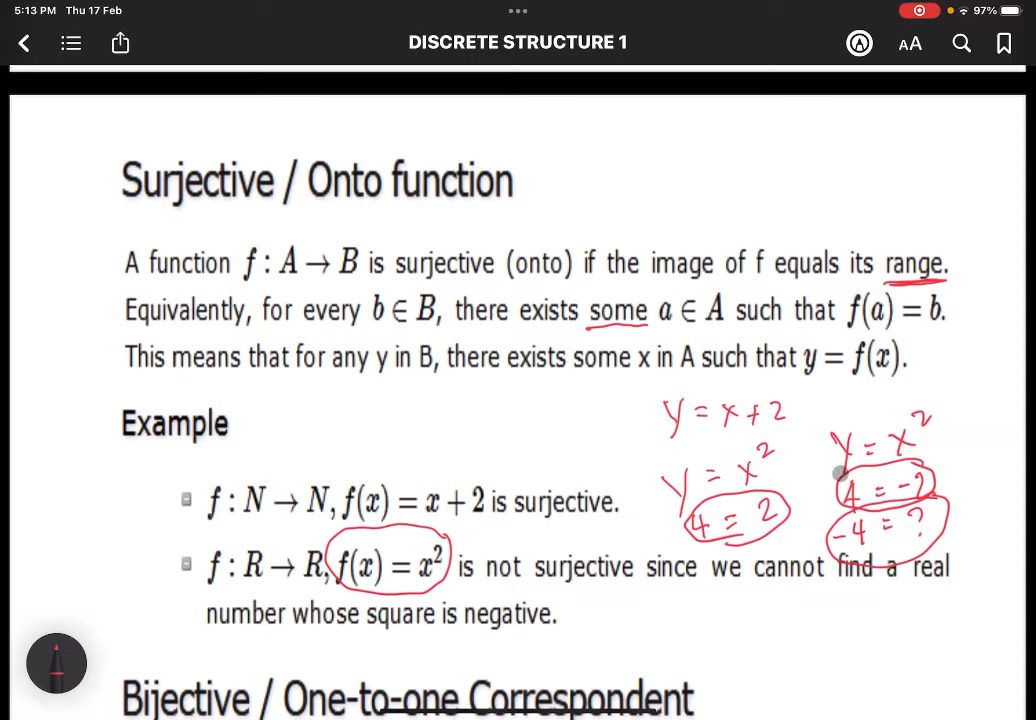 5:13 PM Thu 17 Feb
97%
DISCRETE STRUCTURE 1
AA
Surjective / Onto function
A function f : A → B is surjective (onto) if the image of f equals its range.
Equivalently, for every b ∈ B, there exists some a ∈ A such that f(a) = b.
This means that for any y in B, there exists some x in A such that y = f(x).
y = x + 2
Example
y = x²
y = x²
4 = -2
f : N → N, f(x) = x + 2 is surjective.
4 = 2
-4 = ?
f : R → R, f(x) = x² is not surjective since we cannot find a real
number whose square is negative.
Bijective / One-to-one Correspondent